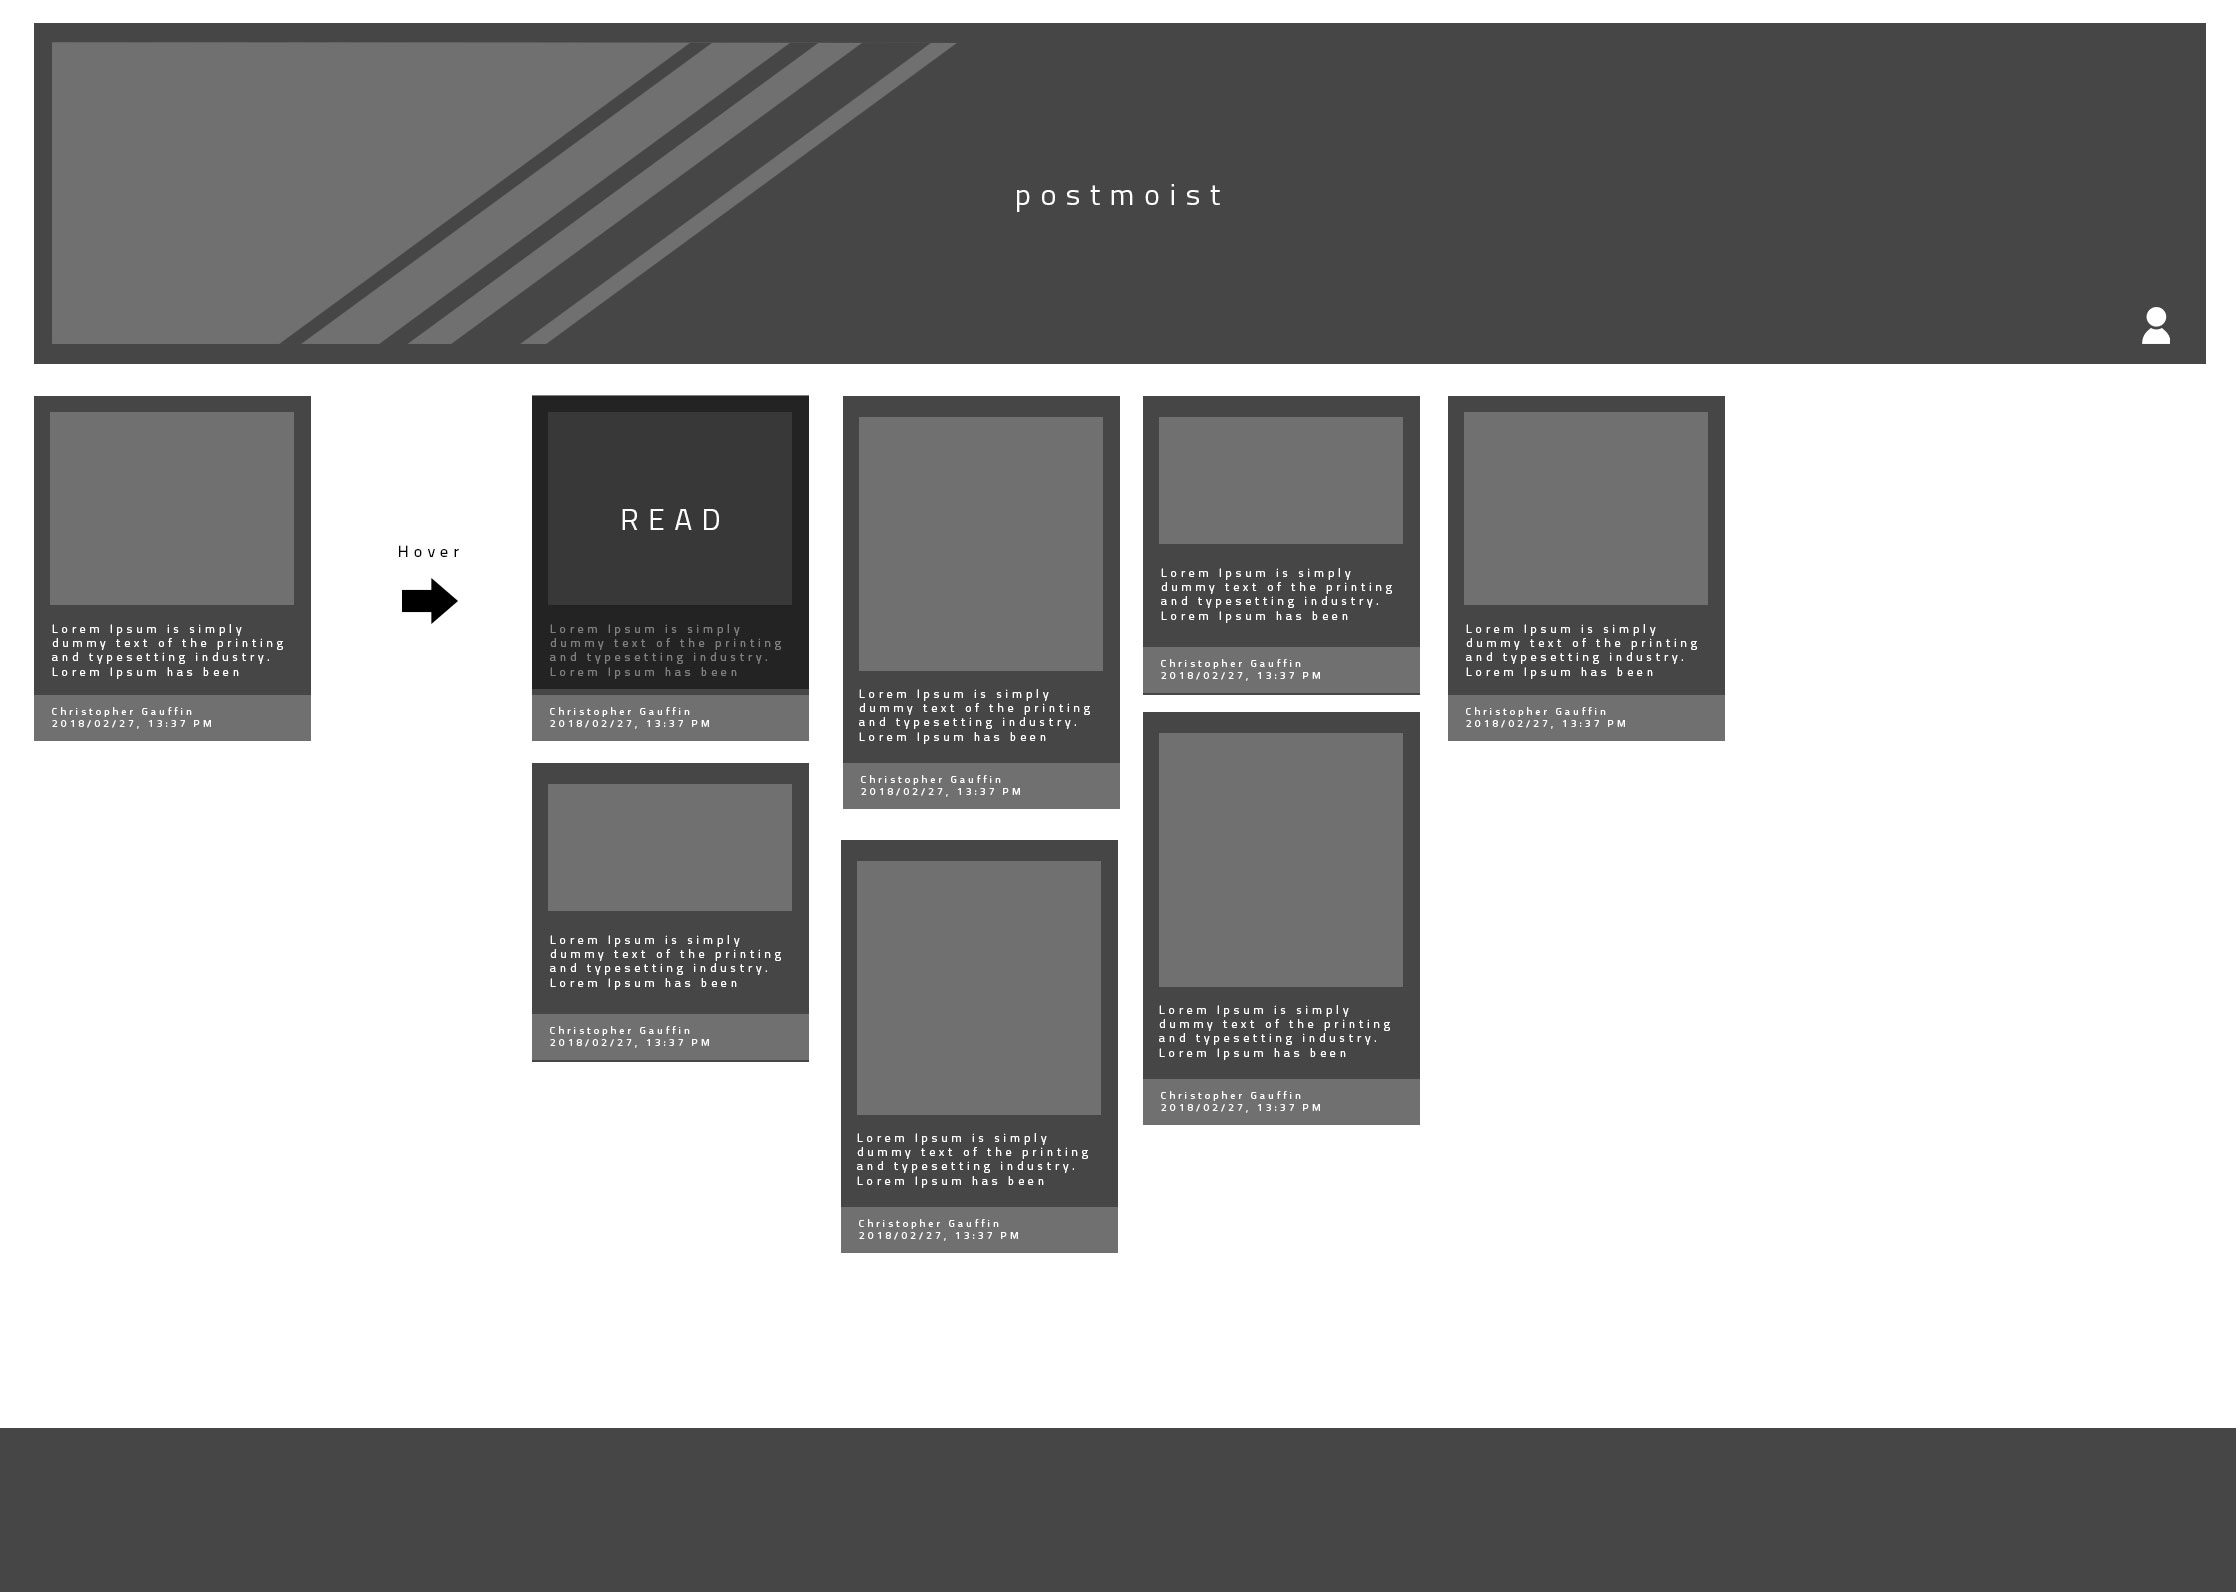 postmoist
Lorem Ipsum is simply
dummy text of the printing
and typesetting industry.
Lorem Ipsum has been
Christopher Gauffin
2018/02/27, 13:37 PM
Hover
READ
Lorem Ipsum is simply
dummy text of the printing
and typesetting industry.
Lorem Ipsum has been
Christopher Gauffin
2018/02/27, 13:37 PM
Lorem Ipsum is simply
dummy text of the printing
and typesetting industry.
Lorem Ipsum has been
Christopher Gauffin
2018/02/27, 13:37 PM
Lorem Ipsum is simply
dummy text of the printing
and typesetting industry.
Lorem Ipsum has been
Christopher Gauffin
2018/02/27, 13:37 PM
Lorem Ipsum is simply
dummy text of the printing
and typesetting industry.
Lorem Ipsum has been
Christopher Gauffin
2018/02/27, 13:37 PM
Lorem Ipsum is simply
dummy text of the printing
and typesetting industry.
Lorem Ipsum has been
Christopher Gauffin
2018/02/27, 13:37 PM
Lorem Ipsum is simply
dummy text of the printing
and typesetting industry.
Lorem Ipsum has been
Christopher Gauffin
2018/02/27, 13:37 PM
Lorem Ipsum is simply
dummy text of the printing
and typesetting industry.
Lorem Ipsum has been
Christopher Gauffin
2018/02/27, 13:37 PM